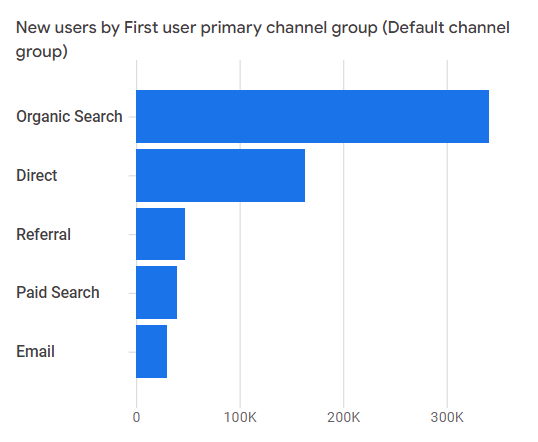 New users by First user primary channel group (Default channel
group)
Organic Search
Direct
Referral
Paid Search
Email
0 100K 200K 300K